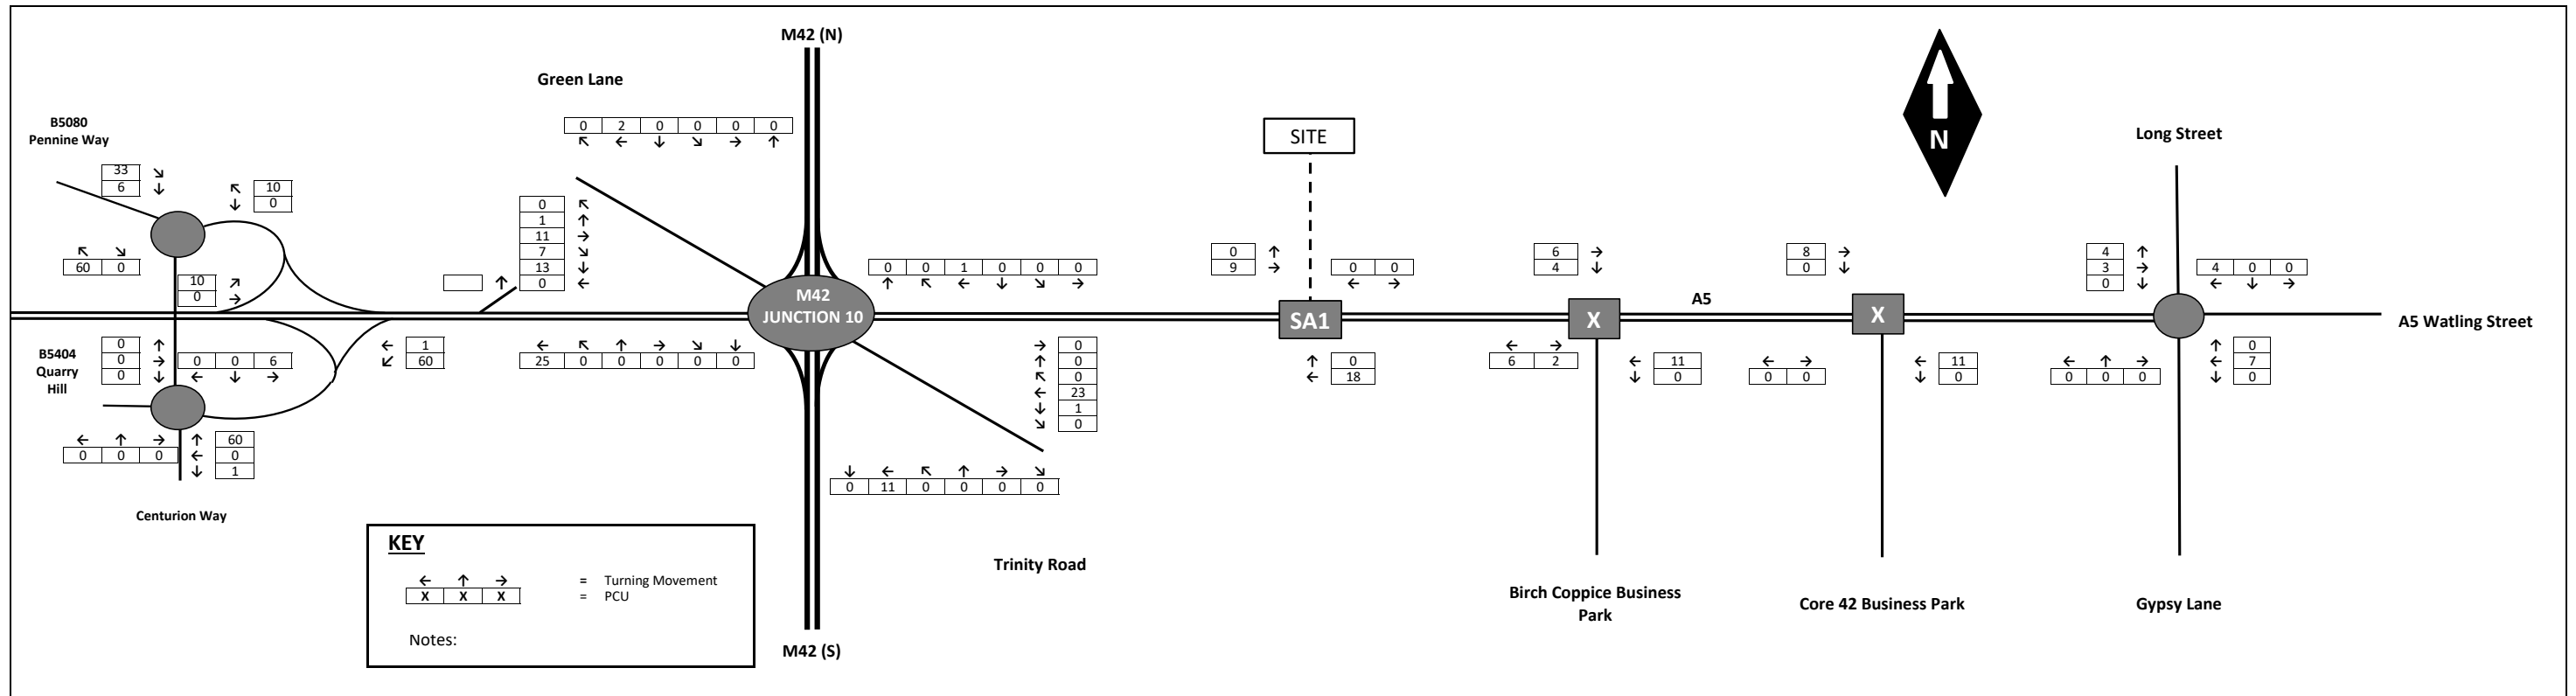 M42 (N)
Green Lane
B5080
Pennine Way
0 2 0 0 0 0
↖ ← ↓ ↘ → ↑
SITE
N
Long Street
33 ↘
6 ↓
↖ 10
↓ 0
↖ ↘
60 0
10 ↗
0 →
0 ↖
1 ↑
11 →
7 ↘
13 ↓
0 ←
↑
M42
JUNCTION 10
0 0 1 0 0 0
↑ ↖ ← ↓ ↘ →
0 ↑
9 →
0 0
← →
SA1
6 →
4 ↓
X
A5
8 →
0 ↓
X
4 ↑
3 →
0 ↓
4 0 0
← ↓ →
A5 Watling Street
B5404
Quarry
Hill
0 ↑
0 →
0 ↓
0 0 6
← ↓ →
← 1
↙ 60
← ↖ ↑ → ↘ ↓
25 0 0 0 0 0
→ 0
↑ 0
↖ 0
← 23
↓ 1
↘ 0
↑ 0
← 18
← →
6 2
← 11
↓ 0
← →
0 0
← 11
↓ 0
← ↑ →
0 0 0
↑ 0
← 7
↓ 0
← ↑ →
0 0 0
↑ 60
← 0
↓ 1
↓ ← ↖ ↑ → ↘
0 11 0 0 0 0
Centurion Way
KEY
← ↑ → = Turning Movement
X X X = PCU
Notes:
Trinity Road
M42 (S)
Birch Coppice Business
Park
Core 42 Business Park
Gypsy Lane